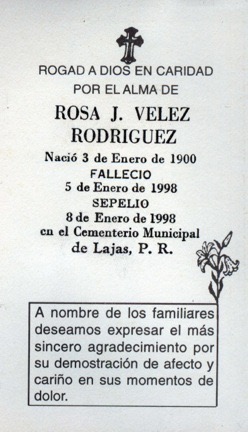 ROGAD A DIOS EN CARIDAD
POR EL ALMA DE
ROSA J. VELEZ
RODRIGUEZ
Nació 3 de Enero de 1900
FALLECIO
5 de Enero de 1998
SEPELIO
8 de Enero de 1998
en el Cementerio Municipal
de Lajas, P. R.
A nombre de los familiares
deseamos expresar el más
sincero agradecimiento por
su demostración de afecto y
cariño en sus momentos de
dolor.